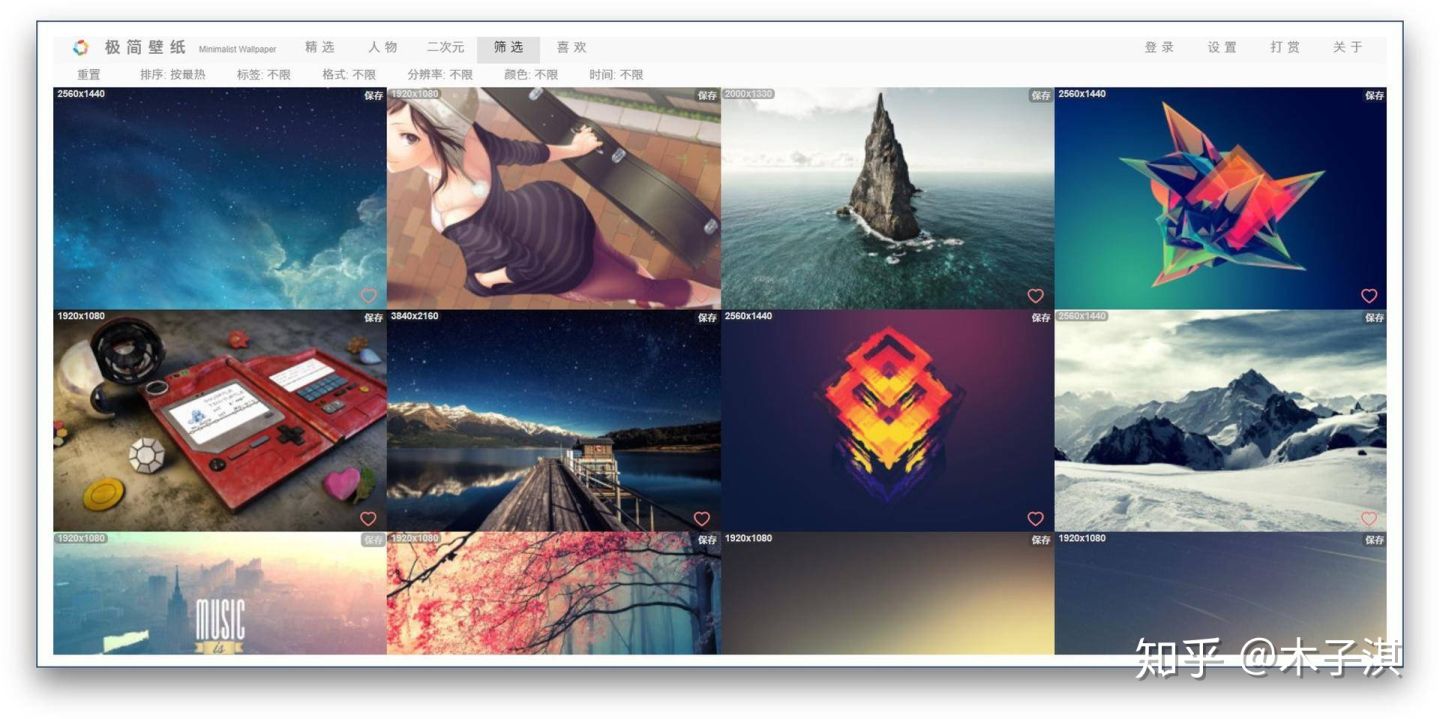 极简壁纸 Minimalist Wallpaper 精选 人物 二次元 筛选 喜欢 登录 设置 打赏 关于
重置 排序: 按最热 标签: 不限 格式: 不限 分辨率: 不限 颜色: 不限 时间: 不限
2560x1440 保存 1920x1080 保存 2000x1330 保存 2560x1440 保存
1920x1080 保存 3840x2160 保存 2560x1440 保存 2560x1440 保存
1920x1080 保存 1920x1080 保存 1920x1080 保存 1920x1080 保存
MUSIC
is
知乎 @木子淇